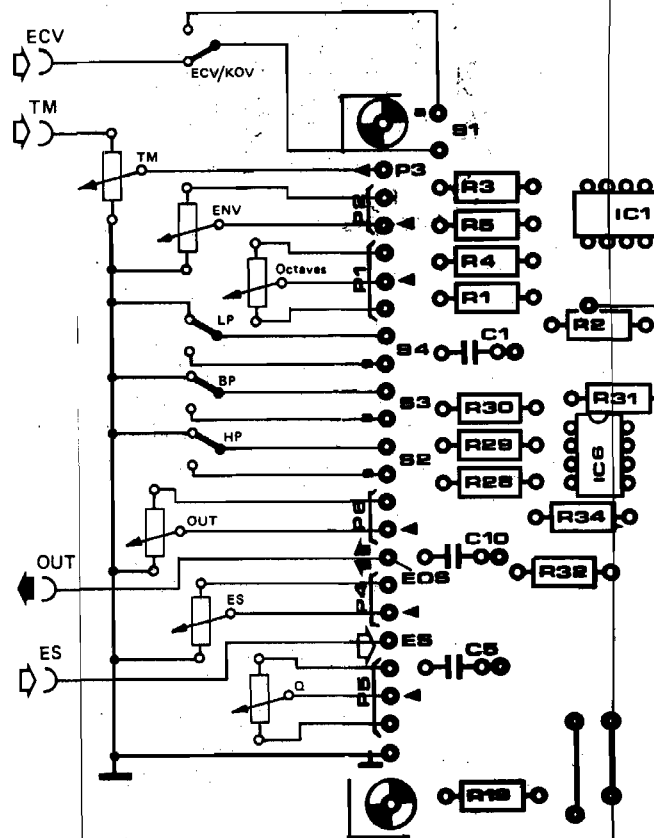 ECV
ECV/KOV
TM
S1
TM
P3
R3
IC1
ENV
P2
R5
R4
Octaves
P1
R1
LP
R2
S4
C1
BP
R31
S3
R30
HP
R29
IC6
S2
R28
P6
R34
OUT
C10
OUT
EOS
R32
P4
ES
ES
C5
ES
Q
P5
R18